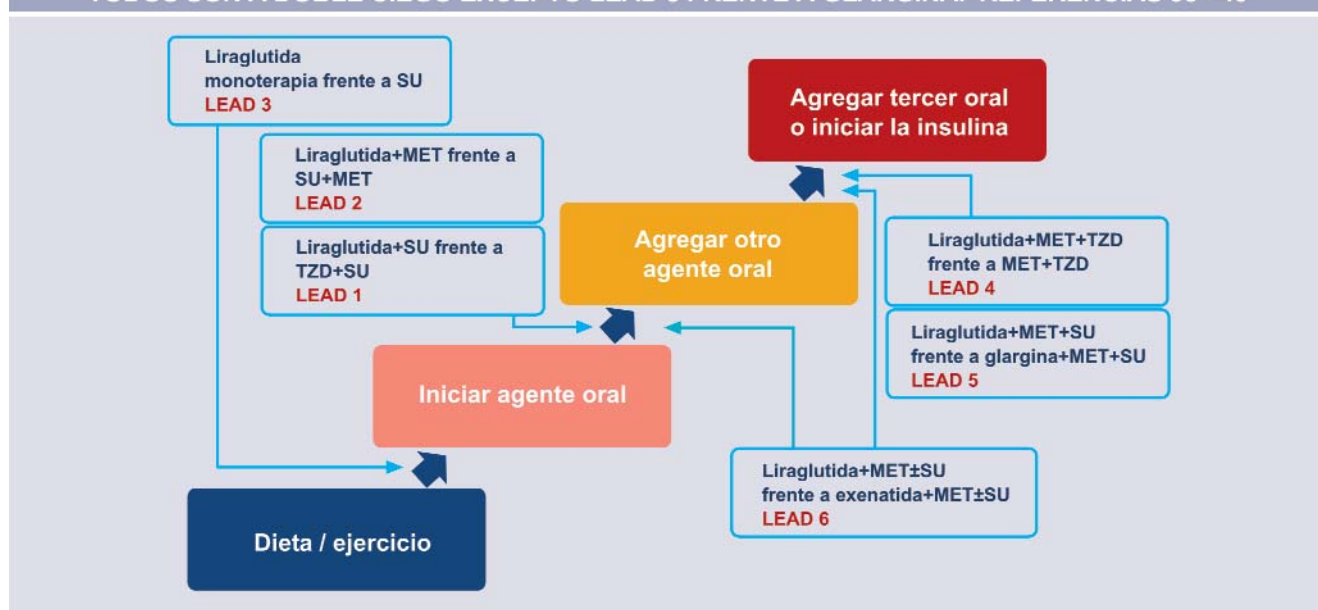 Liraglutida
monoterapia frente a SU
LEAD 3
Liraglutida+MET frente a
SU+MET
LEAD 2
Liraglutida+SU frente a
TZD+SU
LEAD 1
Agregar tercer oral
o iniciar la insulina
Agregar otro
agente oral
Liraglutida+MET+TZD
frente a MET+TZD
LEAD 4
Liraglutida+MET+SU
frente a glargina+MET+SU
LEAD 5
Iniciar agente oral
Liraglutida+MET±SU
frente a exenatida+MET±SU
LEAD 6
Dieta / ejercicio